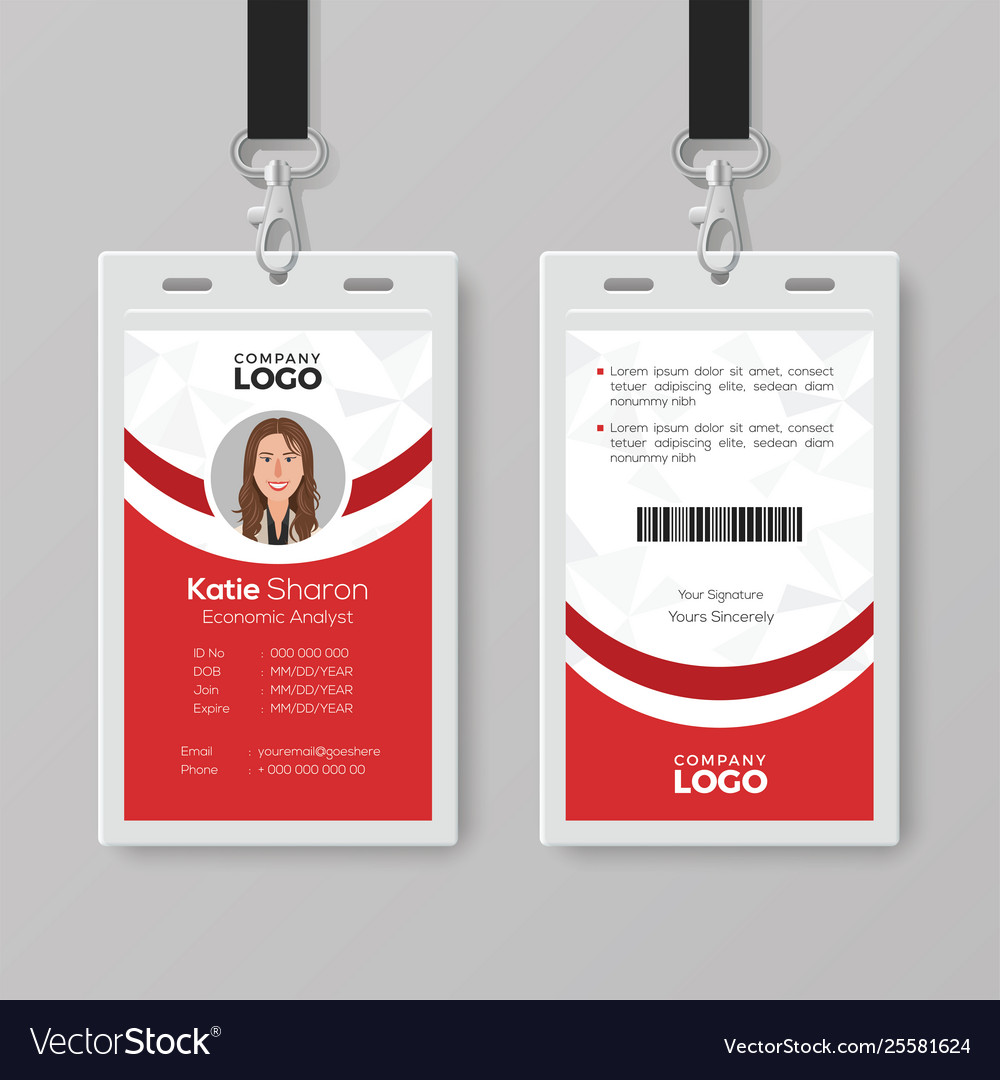 COMPANY
LOGO
Katie Sharon
Economic Analyst
ID No : 000 000 000
DOB : MM/DD/YEAR
Join : MM/DD/YEAR
Expire : MM/DD/YEAR
Email : youremail@goeshere
Phone : + 000 000 000 00
Lorem ipsum dolor sit amet, consect
tetuer adipiscing elite, sedean diam
nonummy nibh
Lorem ipsum dolor sit amet, consect
tetuer adipiscing elite, sedean diam
nonummy nibh
Your Signature
Yours Sincerely
COMPANY
LOGO
VectorStock®
VectorStock.com/25581624